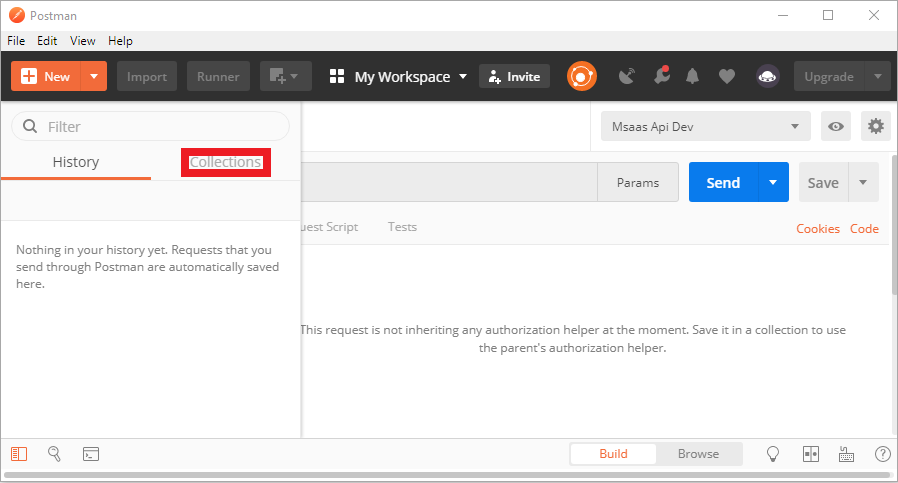 Postman
File Edit View Help
New Import Runner My Workspace Invite Upgrade
Filter
Msaas Api Dev
History Collections
Params Send Save
uest Script Tests Cookies Code
Nothing in your history yet. Requests that you
send through Postman are automatically saved
here.
This request is not inheriting any authorization helper at the moment. Save it in a collection to use
the parent's authorization helper.
Build Browse